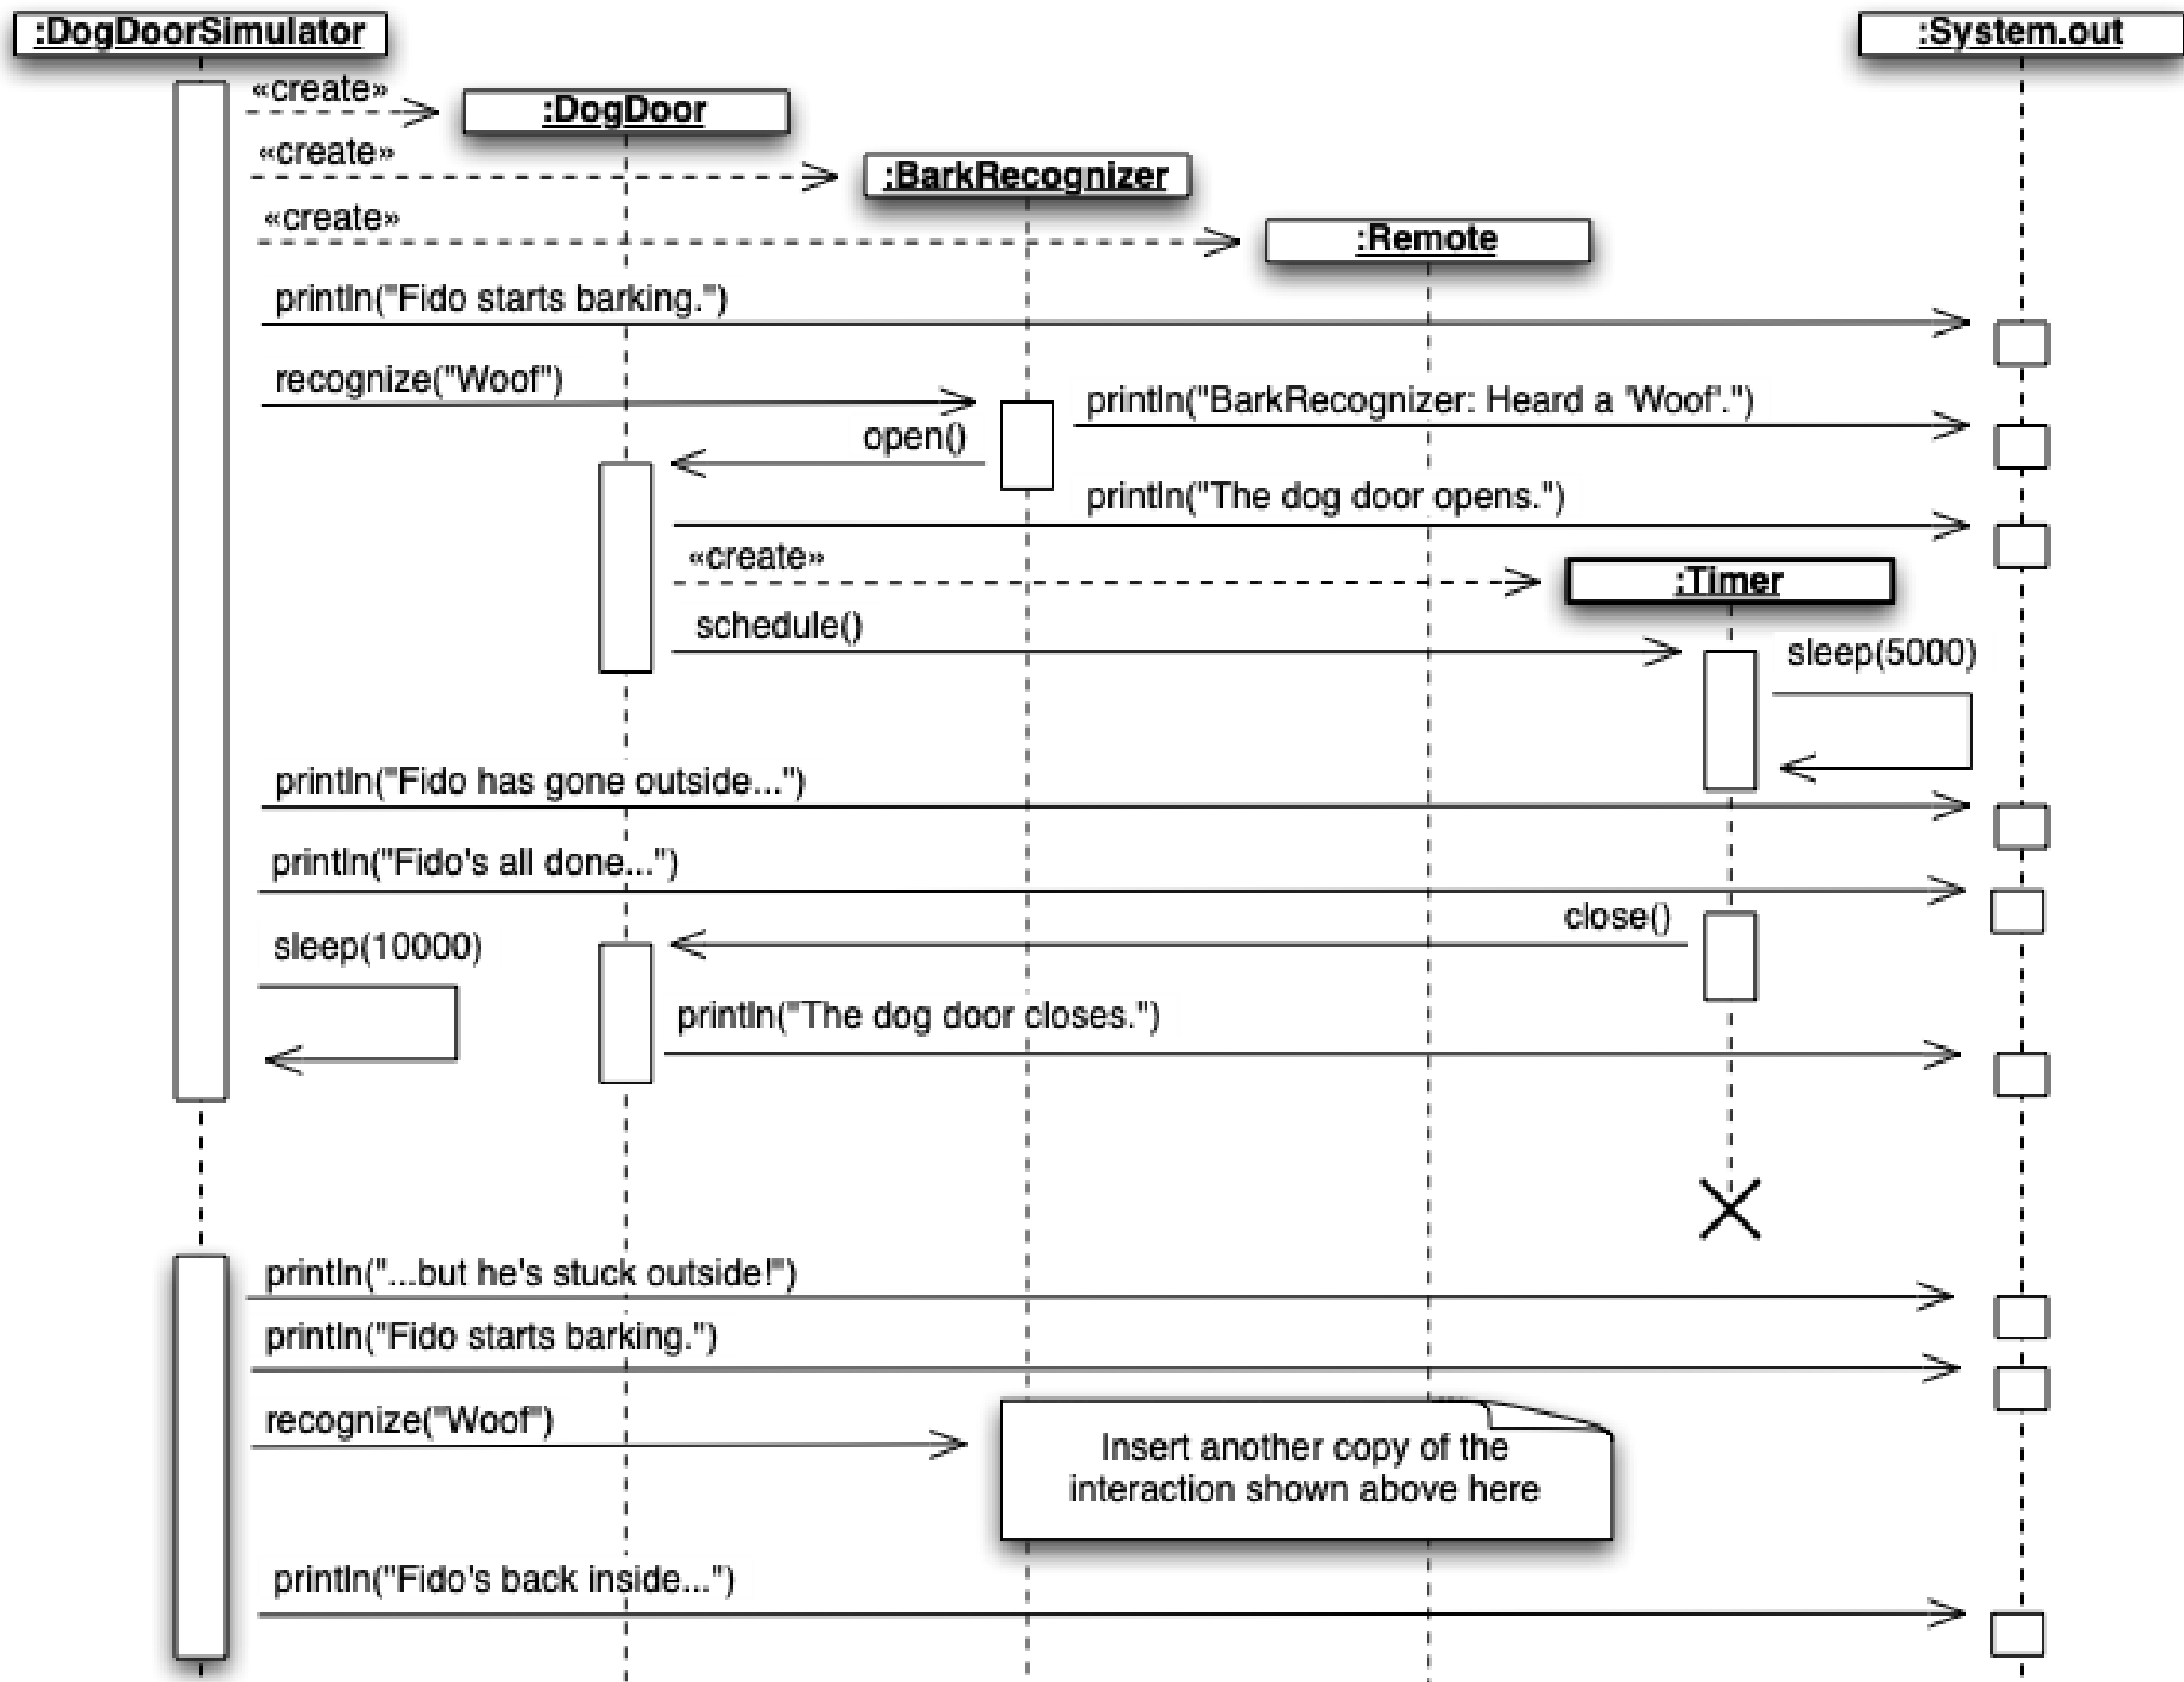 :DogDoorSimulator
:System.out
«create»
:DogDoor
«create»
:BarkRecognizer
«create»
:Remote
println("Fido starts barking.")
recognize("Woof")
println("BarkRecognizer: Heard a 'Woof'.")
open()
println("The dog door opens.")
«create»
:Timer
schedule()
sleep(5000)
println("Fido has gone outside...")
println("Fido's all done...")
close()
sleep(10000)
println("The dog door closes.")
println("...but he's stuck outside!")
println("Fido starts barking.")
recognize("Woof")
Insert another copy of the
interaction shown above here
println("Fido's back inside...")